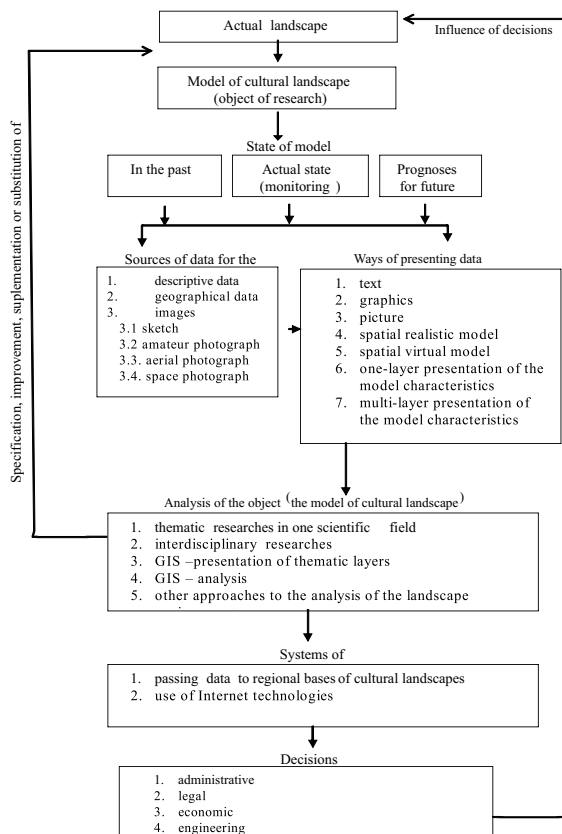 Actual landscape
Influence of decisions
Model of cultural landscape
(object of research)
State of model
In the past
Actual state
(monitoring )
Prognoses
for future
Specification, improvement, suplementation or substitution of
Sources of data for the
1. descriptive data
2. geographical data
3. images
3.1 sketch
3.2 amateur photograph
3.3. aerial photograph
3.4. space photograph
Ways of presenting data
1. text
2. graphics
3. picture
4. spatial realistic model
5. spatial virtual model
6. one-layer presentation of the
model characteristics
7. multi-layer presentation of
the model characteristics
Analysis of the object (the model of cultural landscape)
1. thematic researches in one scientific field
2. interdisciplinary researches
3. GIS –presentation of thematic layers
4. GIS – analysis
5. other approaches to the analysis of the landscape
Systems of
1. passing data to regional bases of cultural landscapes
2. use of Internet technologies
Decisions
1. administrative
2. legal
3. economic
4. engineering